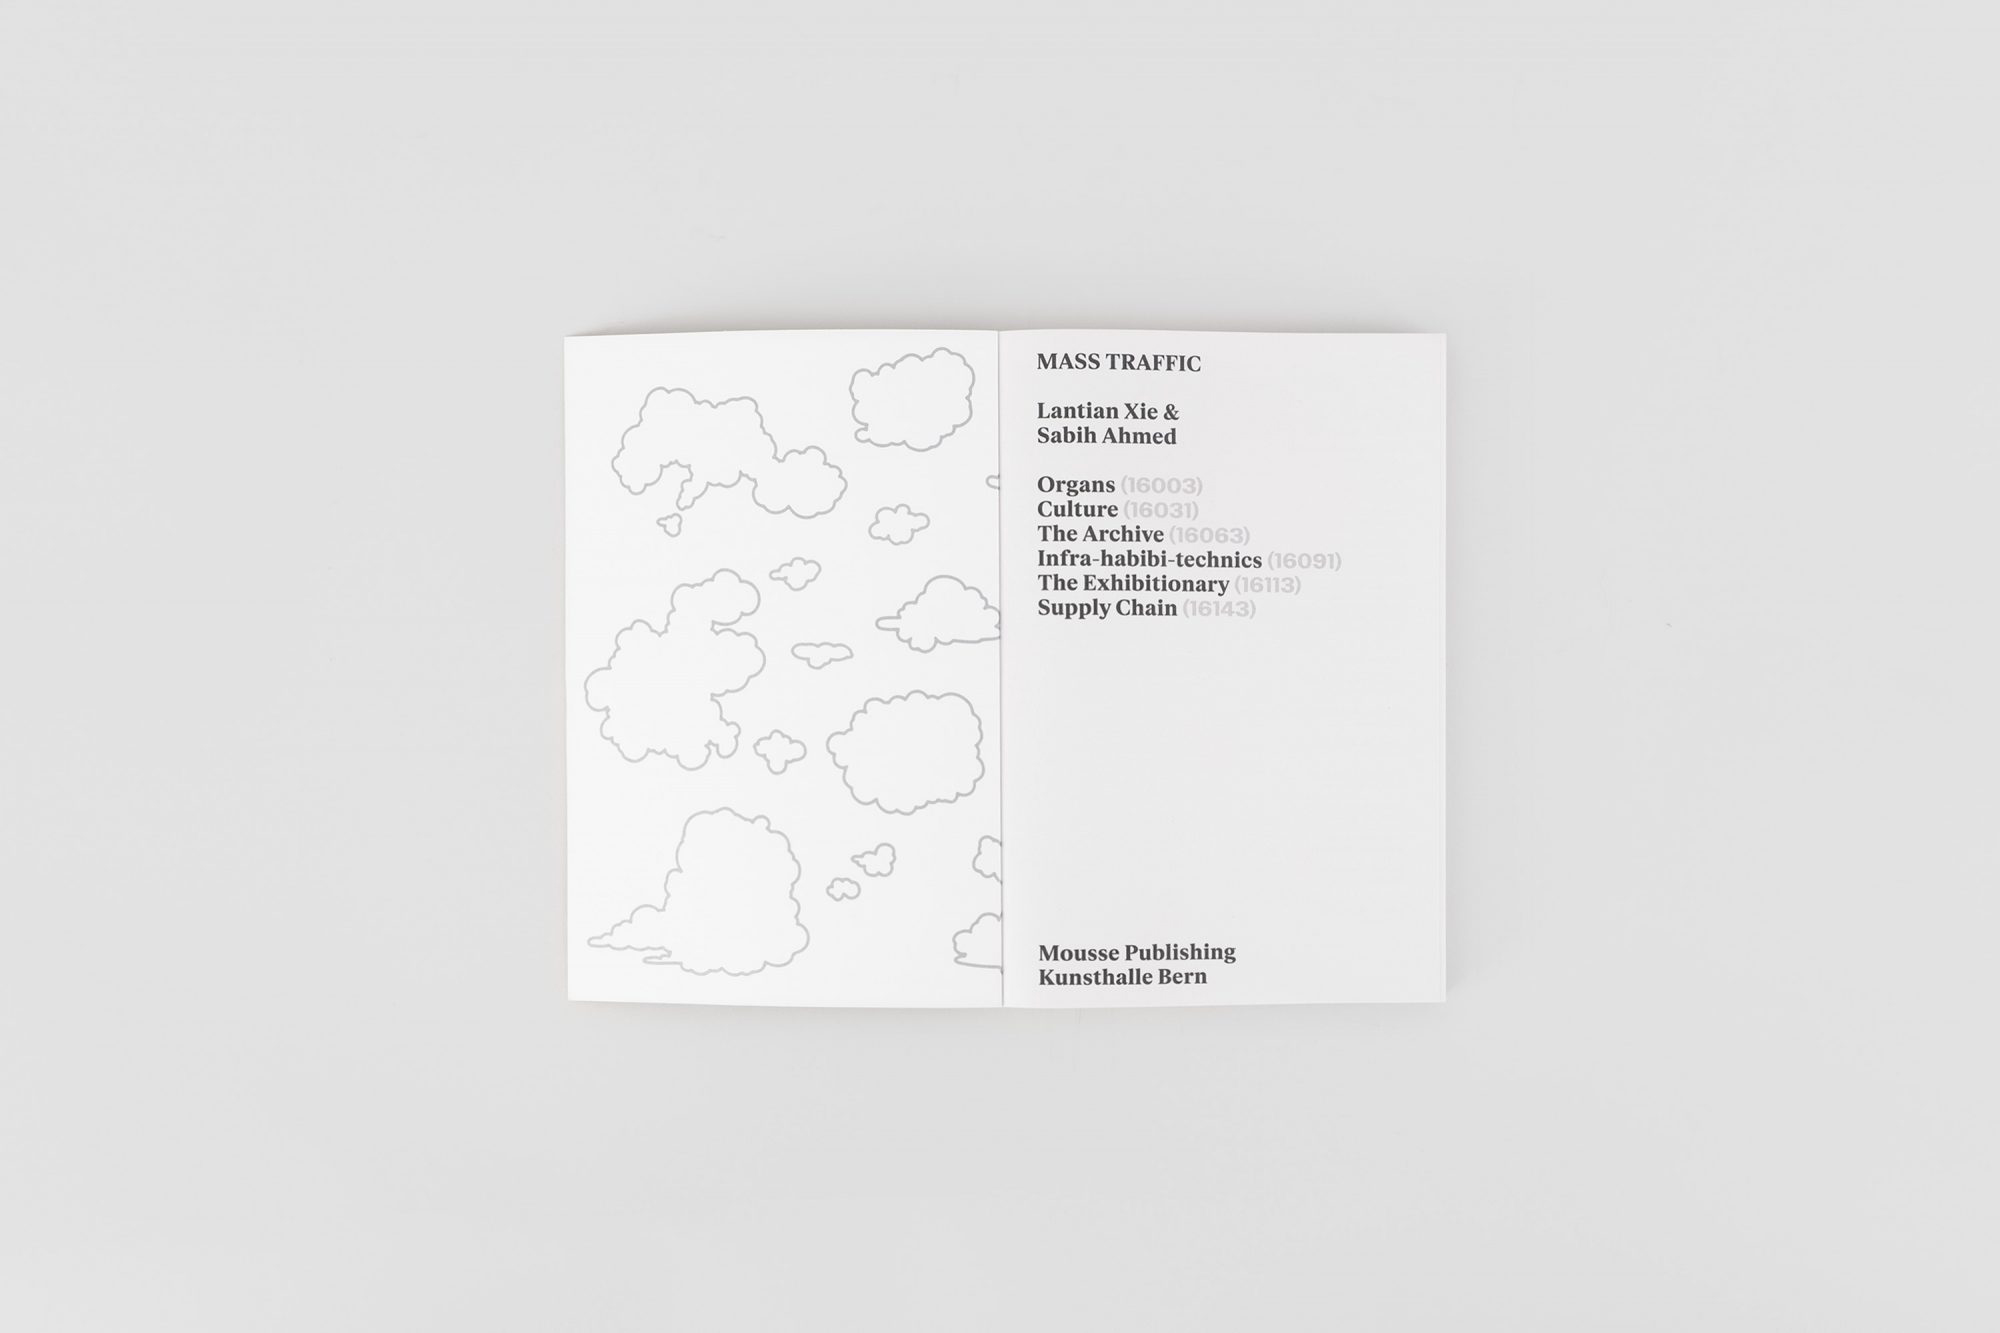 MASS TRAFFIC
Lantian Xie &
Sabih Ahmed
Organs (16003)
Culture (16031)
The Archive (16063)
Infra-habibi-technics (16091)
The Exhibitionary (16113)
Supply Chain (16143)
Mousse Publishing
Kunsthalle Bern